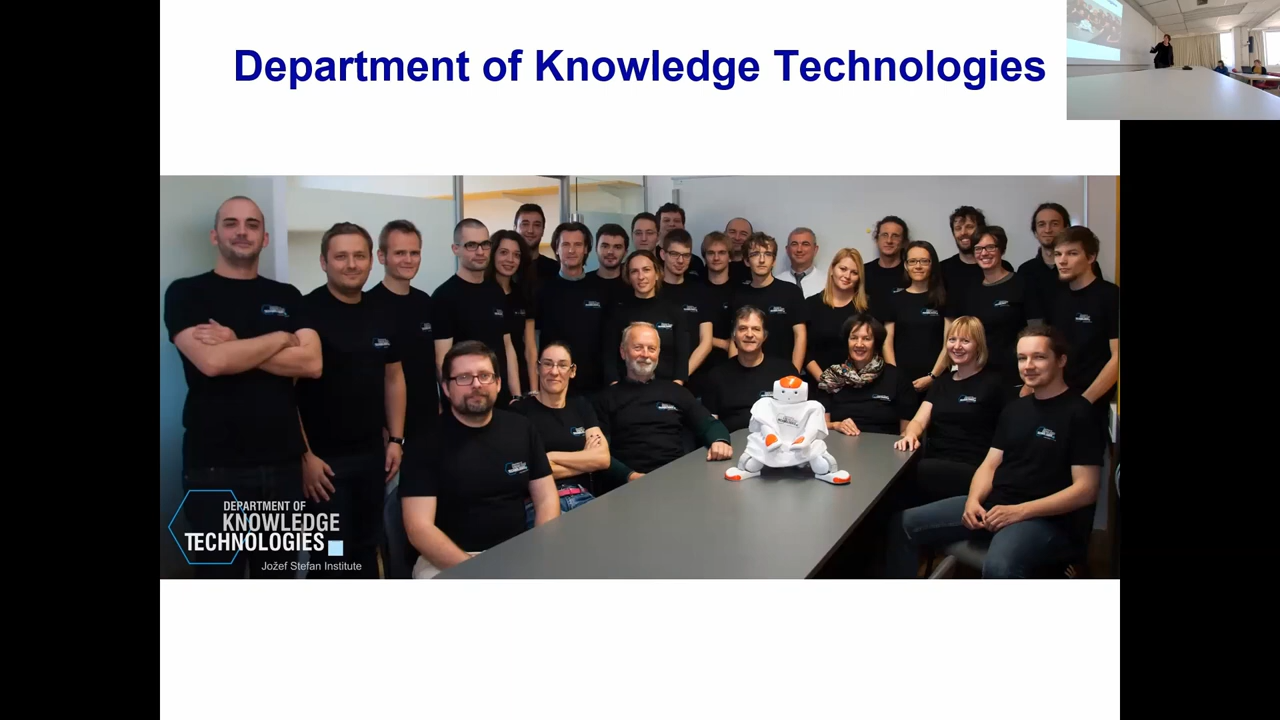 Department of Knowledge Technologies
DEPARTMENT OF
KNOWLEDGE
TECHNOLOGIES
Jožef Stefan Institute